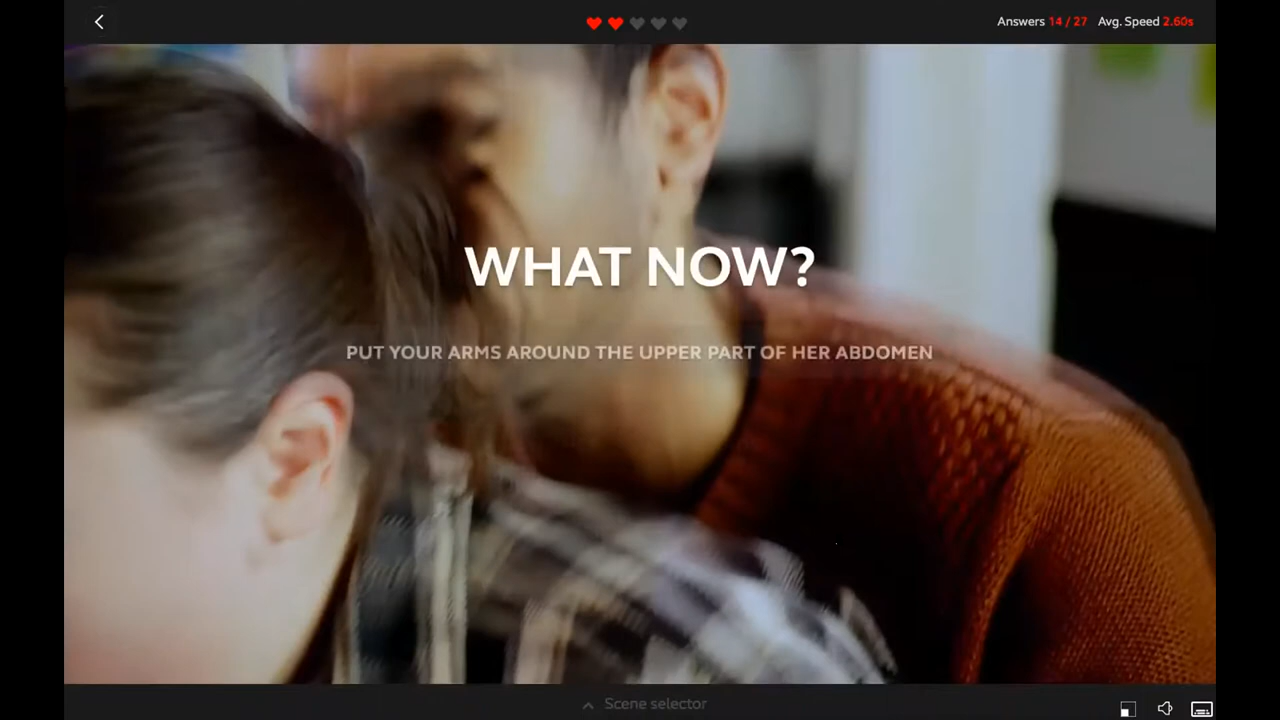 Answers 14 / 27 Avg. Speed 2.60s
WHAT NOW?
PUT YOUR ARMS AROUND THE UPPER PART OF HER ABDOMEN
Scene selector